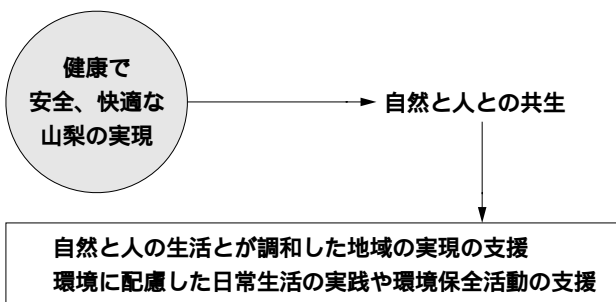 健康で
安全、快適な
山梨の実現
自然と人との共生
自然と人の生活とが調和した地域の実現の支援
環境に配慮した日常生活の実践や環境保全活動の支援